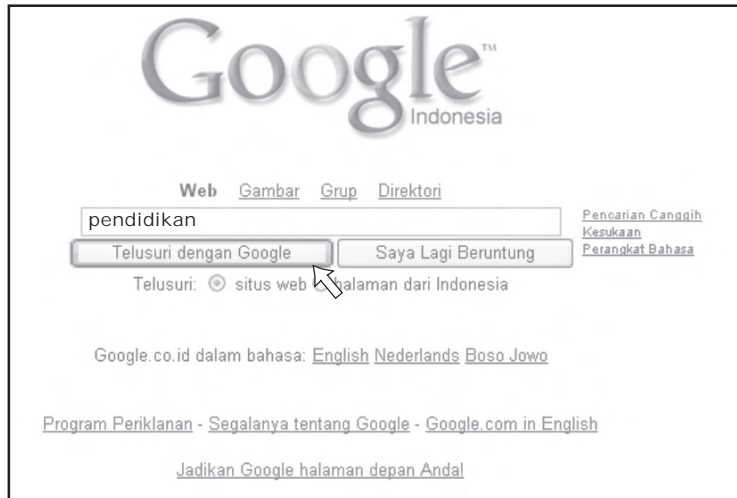 Google™
Indonesia
Web Gambar Grup Direktori
pendidikan
Pencarian Canggih
Kesukaan
Perangkat Bahasa
Telusuri dengan Google Saya Lagi Beruntung
Telusuri: situs web halaman dari Indonesia
Google.co.id dalam bahasa: English Nederlands Boso Jowo
Program Periklanan - Segalanya tentang Google - Google.com in English
Jadikan Google halaman depan Anda!